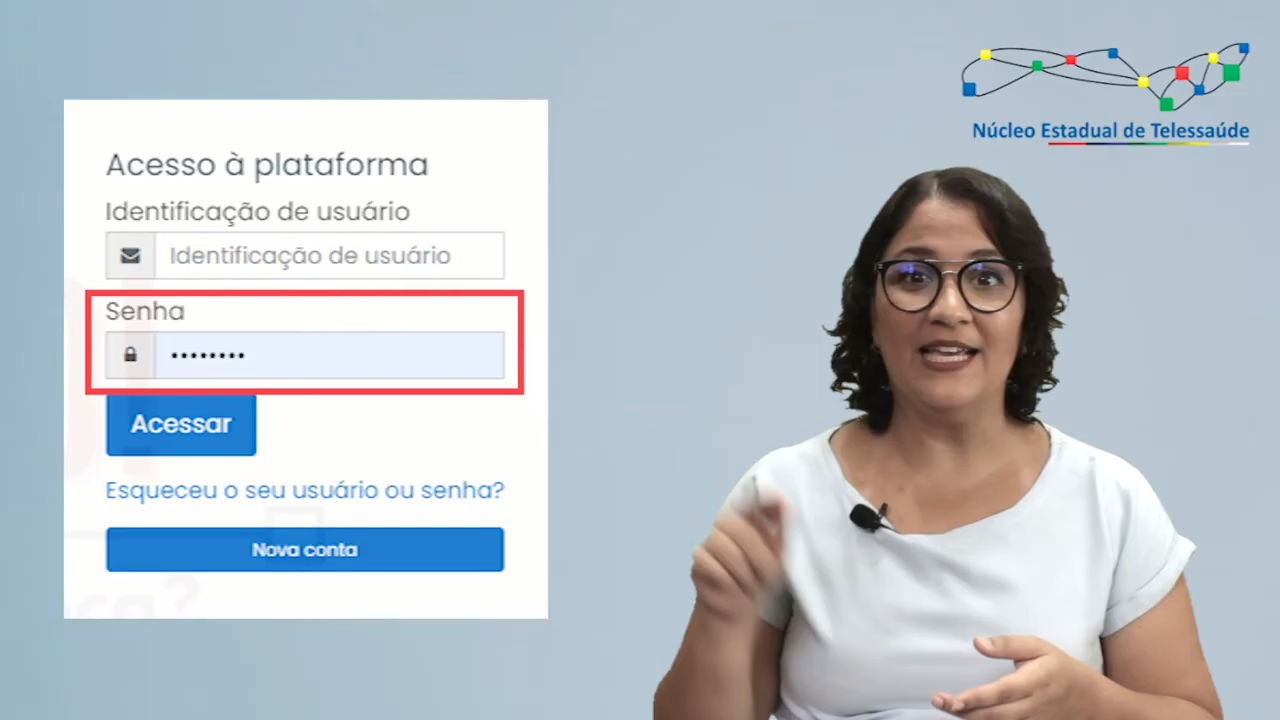 Núcleo Estadual de Telessaúde
Acesso à plataforma
Identificação de usuário
Identificação de usuário
Senha
••••••••
Acessar
Esqueceu o seu usuário ou senha?
Nova conta